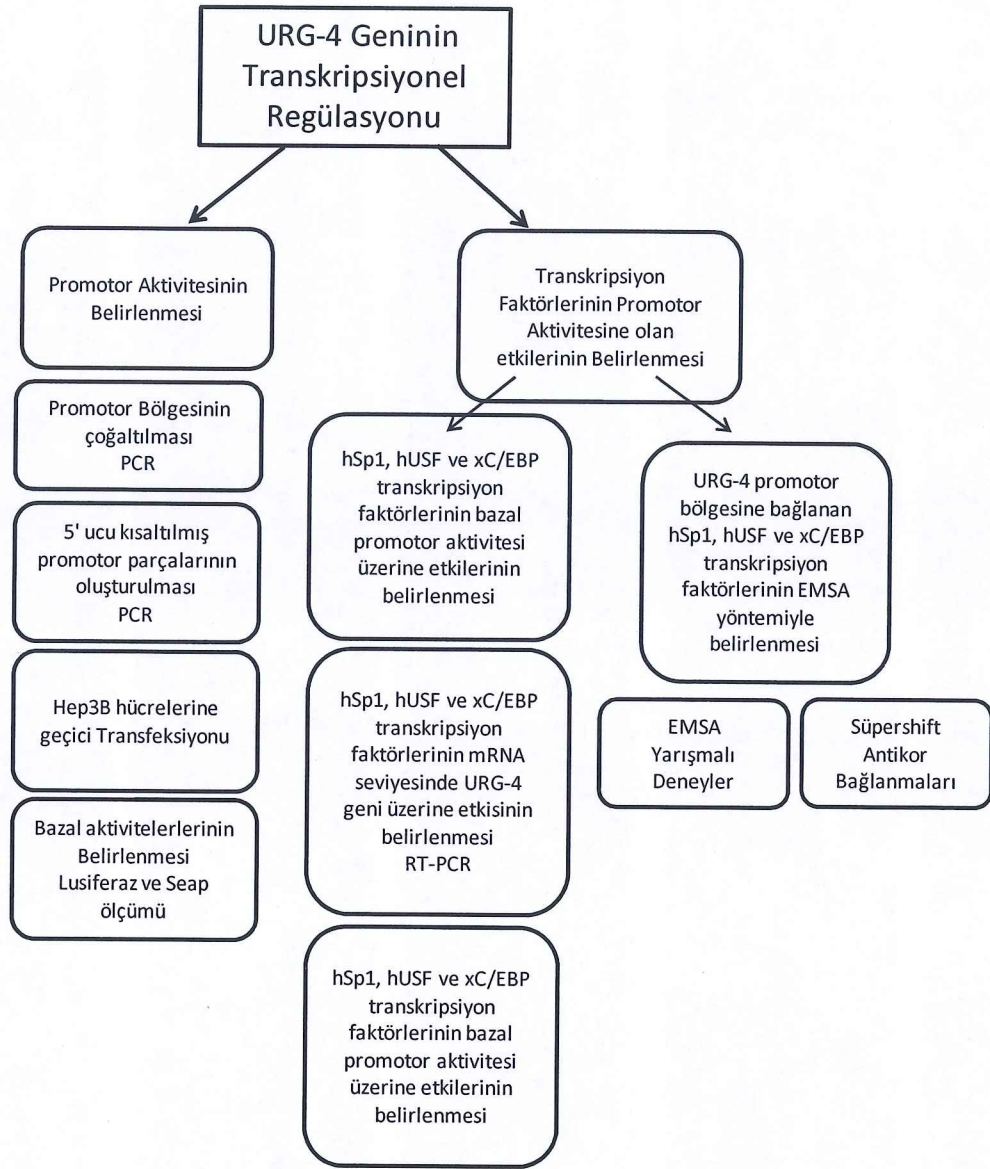 URG-4 Geninin
Transkripsiyonel
Regülasyonu
Promotor Aktivitesinin
Belirlenmesi
Promotor Bölgesinin
çoğaltılması
PCR
5' ucu kısaltılmış
promotor parçalarının
oluşturulması
PCR
Hep3B hücrelerine
geçici Transfeksiyonu
Bazal aktivitelerlerinin
Belirlenmesi
Lusiferaz ve Seap
ölçümü
Transkripsiyon
Faktörlerinin Promotor
Aktivitesine olan
etkilerinin Belirlenmesi
hSp1, hUSF ve xC/EBP
transkripsiyon
faktörlerinin bazal
promotor aktivitesi
üzerine etkilerinin
belirlenmesi
hSp1, hUSF ve xC/EBP
transkripsiyon
faktörlerinin mRNA
seviyesinde URG-4
geni üzerine etkisinin
belirlenmesi
RT-PCR
hSp1, hUSF ve xC/EBP
transkripsiyon
faktörlerinin bazal
promotor aktivitesi
üzerine etkilerinin
belirlenmesi
URG-4 promotor
bölgesine bağlanan
hSp1, hUSF ve xC/EBP
transkripsiyon
faktörlerinin EMSA
yöntemiyle
belirlenmesi
EMSA
Yarışmalı
Deneyler
Süpershift
Antikor
Bağlanmaları